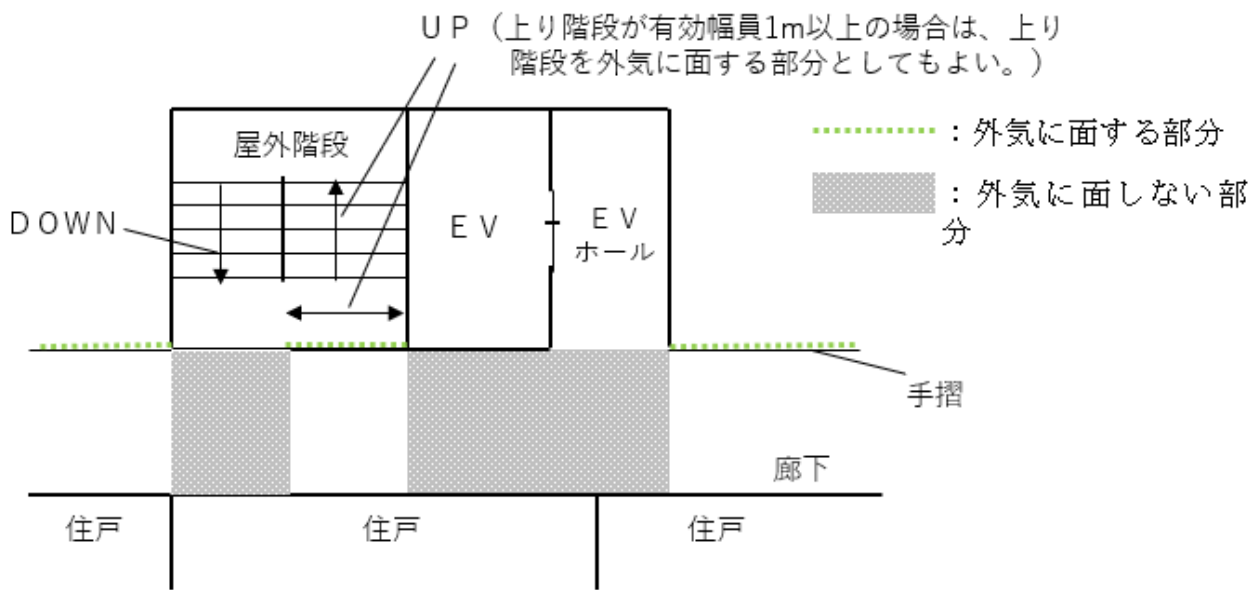 ＵＰ（上り階段が有効幅員1m以上の場合は、上り
階段を外気に面する部分としてもよい。）
屋外階段
：外気に面する部分
：外気に面しない部
分
ＤＯＷＮ
ＥＶ
ＥＶ
ホール
手摺
廊下
住戸
住戸
住戸